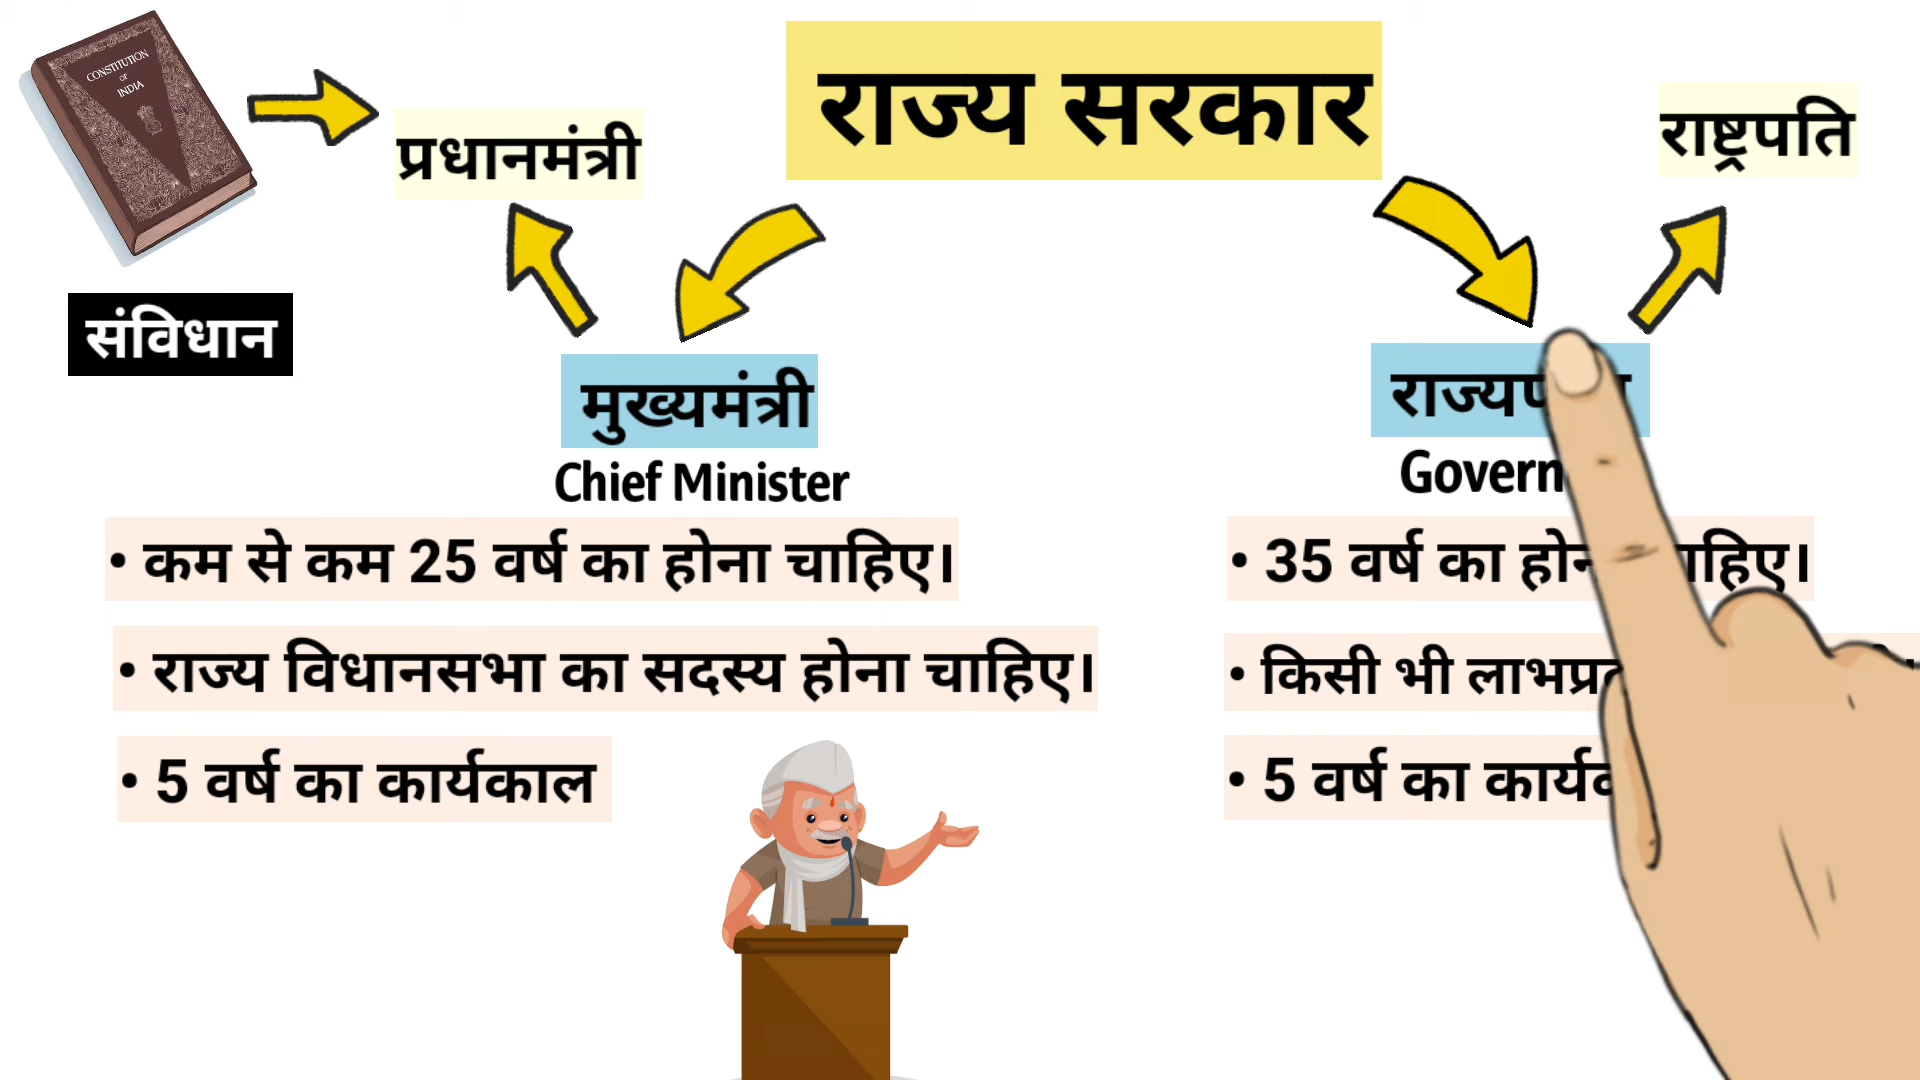 CONSTITUTION
OF
INDIA
संविधान
प्रधानमंत्री
राज्य सरकार
राष्ट्रपति
मुख्यमंत्री
Chief Minister
• कम से कम 25 वर्ष का होना चाहिए।
• राज्य विधानसभा का सदस्य होना चाहिए।
• 5 वर्ष का कार्यकाल
• 35 वर्ष का
• किसी भी
• 5 वर्ष का